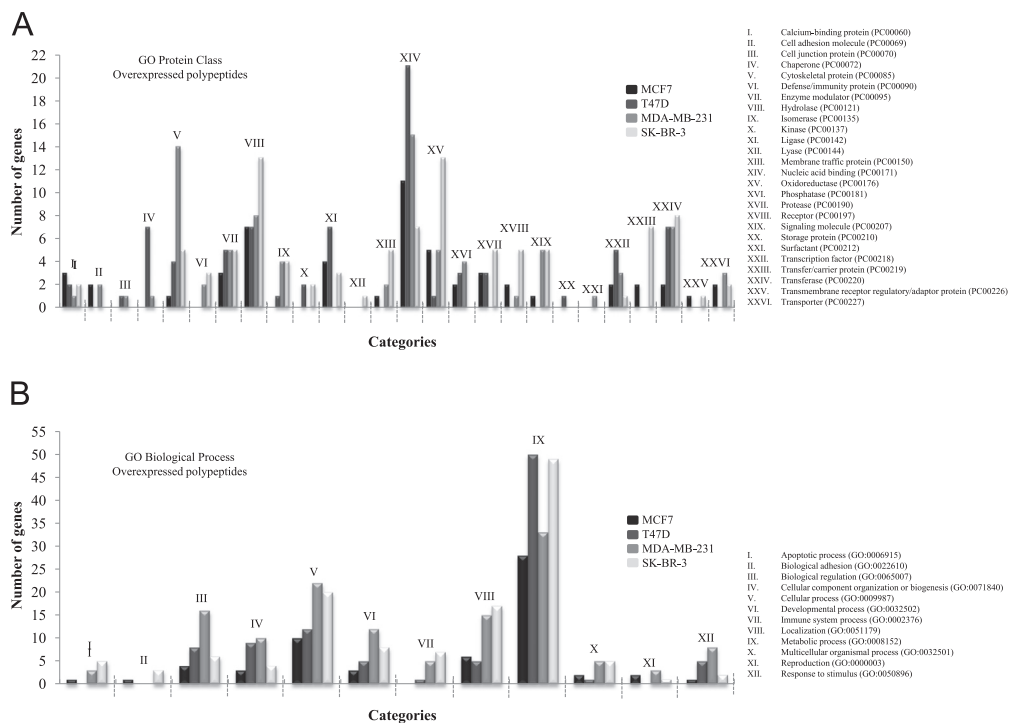 A
GO Protein Class
Overexpressed polypeptides
Number of genes
22
20
18
16
14
12
10
8
6
4
2
0
I
II
III
IV
V
VI
VII
VIII
IX
X
XI
XII
XIII
XIV
XV
XVI
XVII
XVIII
XIX
XX
XXI
XXII
XXIII
XXIV
XXV
XXVI
MCF7
T47D
MDA-MB-231
SK-BR-3
Categories
I. Calcium-binding protein (PC00060)
II. Cell adhesion molecule (PC00069)
III. Cell junction protein (PC00070)
IV. Chaperone (PC00072)
V. Cytoskeletal protein (PC00085)
VI. Defense/immunity protein (PC00090)
VII. Enzyme modulator (PC00095)
VIII. Hydrolase (PC00121)
IX. Isomerase (PC00135)
X. Kinase (PC00137)
XI. Ligase (PC00142)
XII. Lyase (PC00144)
XIII. Membrane traffic protein (PC00150)
XIV. Nucleic acid binding (PC00171)
XV. Oxidoreductase (PC00176)
XVI. Phosphatase (PC00181)
XVII. Protease (PC00190)
XVIII. Receptor (PC00197)
XIX. Signaling molecule (PC00207)
XX. Storage protein (PC00210)
XXI. Surfactant (PC00212)
XXII. Transcription factor (PC00218)
XXIII. Transfer/carrier protein (PC00219)
XXIV. Transferase (PC00220)
XXV. Transmembrane receptor regulatory/adaptor protein (PC00226)
XXVI. Transporter (PC00227)
B
GO Biological Process
Overexpressed polypeptides
Number of genes
55
50
45
40
35
30
25
20
15
10
5
0
I
II
III
IV
V
VI
VII
VIII
IX
X
XI
XII
MCF7
T47D
MDA-MB-231
SK-BR-3
Categories
I. Apoptotic process (GO:0006915)
II. Biological adhesion (GO:0022610)
III. Biological regulation (GO:0065007)
IV. Cellular component organization or biogenesis (GO:0071840)
V. Cellular process (GO:0009987)
VI. Developmental process (GO:0032502)
VII. Immune system process (GO:0002376)
VIII. Localization (GO:0051179)
IX. Metabolic process (GO:0008152)
X. Multicellular organismal process (GO:0032501)
XI. Reproduction (GO:0000003)
XII. Response to stimulus (GO:0050896)